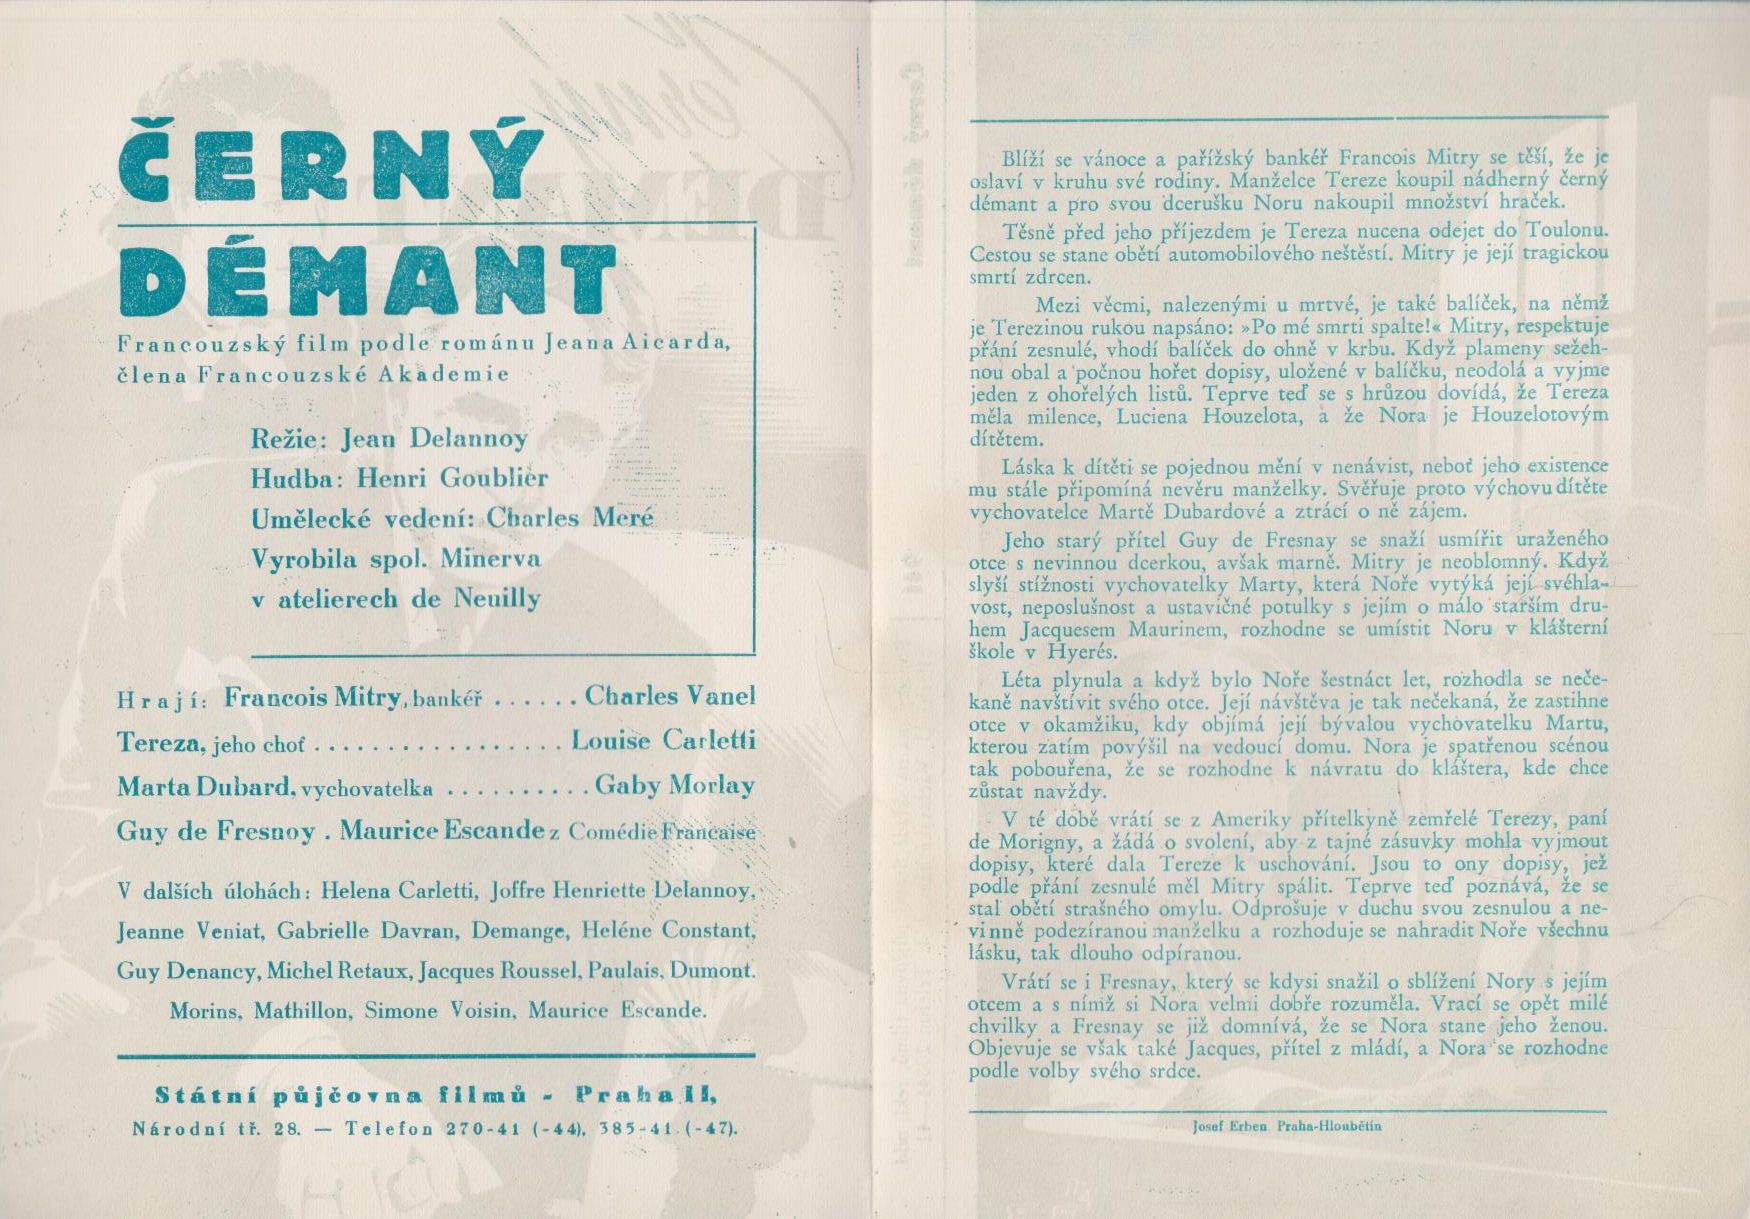 ČERNÝ
DÉMANT
Francouzský film podle románu Jeana Aicarda,
člena Francouzské Akademie
Režie: Jean Delannoy
Hudba: Henri Goublier
Umělecké vedení: Charles Meré
Vyrobila spol. Minerva
v atelierech de Neuilly
Hrají: Francois Mitry, bankéř . . . . . . Charles Vanel
Tereza, jeho choť . . . . . . . . . . . . . . . . . Louise Carletti
Marta Dubard, vychovatelka . . . . . . . . . . Gaby Morlay
Guy de Fresnoy . Maurice Escande z Comédie Francaise
V dalších úlohách: Helena Carletti, Joffre Henriette Delannoy,
Jeanne Veniat, Gabrielle Davran, Demange, Heléne Constant,
Guy Denancy, Michel Retaux, Jacques Roussel, Paulais, Dumont.
Morins, Mathillon, Simone Voisin, Maurice Escande.
Státní půjčovna filmů - Praha II,
Národní tř. 28. — Telefon 270-41 (-44), 385-41 (-47).
Blíží se vánoce a pařížský bankéř Francois Mitry se těší, že je
oslaví v kruhu své rodiny. Manželce Tereze koupil nádherný černý
démant a pro svou dcerušku Noru nakoupil množství hraček.
Těsně před jeho příjezdem je Tereza nucena odejet do Toulonu.
Cestou se stane obětí automobilového neštěstí. Mitry je její tragickou
smrtí zdrcen.
Mezi věcmi, nalezenými u mrtvé, je také balíček, na němž
je Terezinou rukou napsáno: »Po mé smrti spalte!« Mitry, respektuje
přání zesnulé, vhodí balíček do ohně v krbu. Když plameny sežeh-
nou obal a počnou hořet dopisy, uložené v balíčku, neodolá a vyjme
jeden z ohořelých listů. Teprve teď se s hrůzou dovídá, že Tereza
měla milence, Luciena Houzelota, a že Nora je Houzelotovým
dítětem.
Láska k dítěti se pojednou mění v nenávist, neboť jeho existence
mu stále připomíná nevěru manželky. Svěřuje proto výchovu dítěte
vychovatelce Martě Dubardové a ztrácí o ně zájem.
Jeho starý přítel Guy de Fresnay se snaží usmířit uraženého
otce s nevinnou dcerkou, avšak marně. Mitry je neoblomný. Když
slyší stížnosti vychovatelky Marty, která Noře vytýká její svéhla-
vost, neposlušnost a ustavičné potulky s jejím o málo starším dru-
hem Jacquesem Maurinem, rozhodne se umístit Noru v klášterní
škole v Hyerés.
Léta plynula a když bylo Noře šestnáct let, rozhodla se neče-
kaně navštívit svého otce. Její návštěva je tak nečekaná, že zastihne
otce v okamžiku, kdy objímá její bývalou vychovatelku Martu,
kterou zatím povýšil na vedoucí domu. Nora je spatřenou scénou
tak pobouřena, že se rozhodne k návratu do kláštera, kde chce
zůstat navždy.
V té době vrátí se z Ameriky přítelkyně zemřelé Terezy, paní
de Morigny, a žádá o svolení, aby z tajné zásuvky mohla vyjmout
dopisy, které dala Tereze k uschování. Jsou to ony dopisy, jež
podle přání zesnulé měl Mitry spálit. Teprve teď poznává, že se
stal obětí strašného omylu. Odprošuje v duchu svou zesnulou a ne-
vinně podezíranou manželku a rozhoduje se nahradit Noře všechnu
lásku, tak dlouho odpíranou.
Vrátí se i Fresnay, který se kdysi snažil o sblížení Nory s jejím
otcem a s nímž si Nora velmi dobře rozuměla. Vrací se opět milé
chvilky a Fresnay se již domnívá, že se Nora stane jeho ženou.
Objevuje se však také Jacques, přítel z mládí, a Nora se rozhodne
podle volby svého srdce.
Josef Erben Praha-Hloubětín